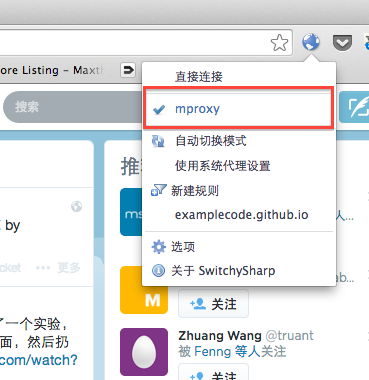 ore Listing – Maxth
直接连接
搜索
mproxy
自动切换模式
使用系统代理设置
新建规则
examplecode.github.io
选项
关于 SwitchySharp
推
ms
by
cket ••• 更多
M
关注
了一个实验，
面，然后扔
com/watch?
Zhuang Wang @truant
被 Fenng 等人关注
关注